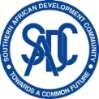 SOUTHERN AFRICAN DEVELOPMENT COMMUNITY
SADC
TOWARDS A COMMON FUTURE